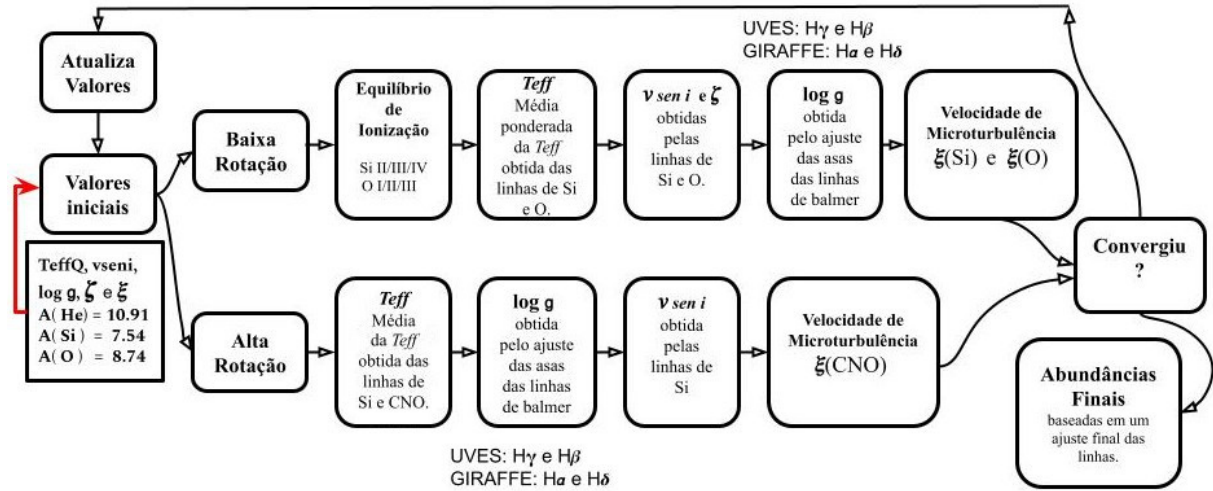 UVES: Hγ e Hβ
GIRAFFE: Hα e Hδ
Atualiza
Valores
Valores
iniciais
TeffQ, vseni,
log g, ζ e ξ
A(He) = 10.91
A(Si) = 7.54
A(O) = 8.74
Baixa
Rotação
Equilíbrio
de
Ionização
Si II/III/IV
O I/II/III
Teff
Média
ponderada
da Teff
obtida das
linhas de Si
e O.
v sen i e ζ
obtidas
pelas
linhas de
Si e O.
log g
obtida
pelo ajuste
das asas
das linhas
de balmer
Velocidade de
Microturbulência
ξ(Si) e ξ(O)
Alta
Rotação
Teff
Média
da Teff
obtida das
linhas de
Si e CNO.
log g
obtida
pelo ajuste
das asas
das linhas
de balmer
v sen i
obtida
pelas
linhas de
Si
Velocidade de
Microturbulência
ξ(CNO)
Convergiu
?
Abundâncias
Finais
baseadas em um
ajuste final das
linhas.
UVES: Hγ e Hβ
GIRAFFE: Hα e Hδ